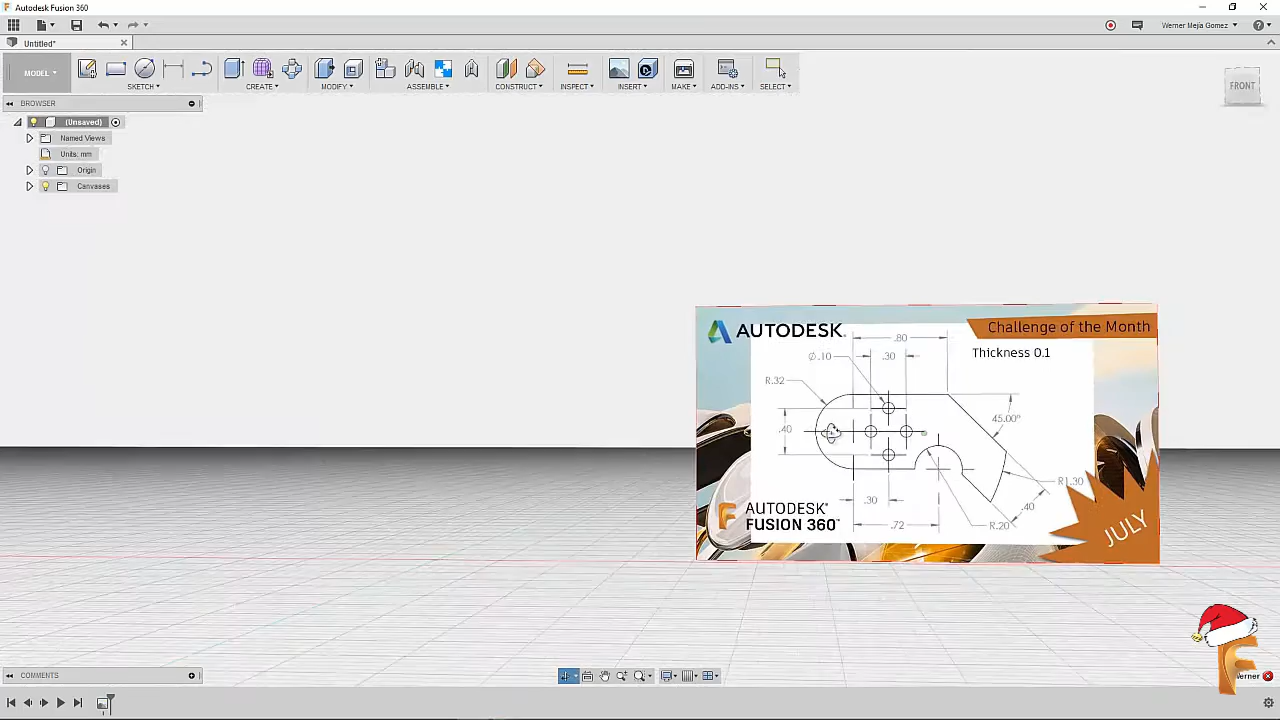 Autodesk Fusion 360
Werner Mejia Gomez
Untitled*
MODEL
SKETCH
CREATE
MODIFY
ASSEMBLE
CONSTRUCT
INSPECT
INSERT
MAKE
ADD-INS
SELECT
FRONT
BROWSER
(Unsaved)
Named Views
Units: mm
Origin
Canvases
AUTODESK
Challenge of the Month
Thickness 0.1
.80
Ø.10
.30
R.32
.40
45.00°
R1.30
.30
.40
.72
R.20
AUTODESK®
FUSION 360™
JULY
COMMENTS